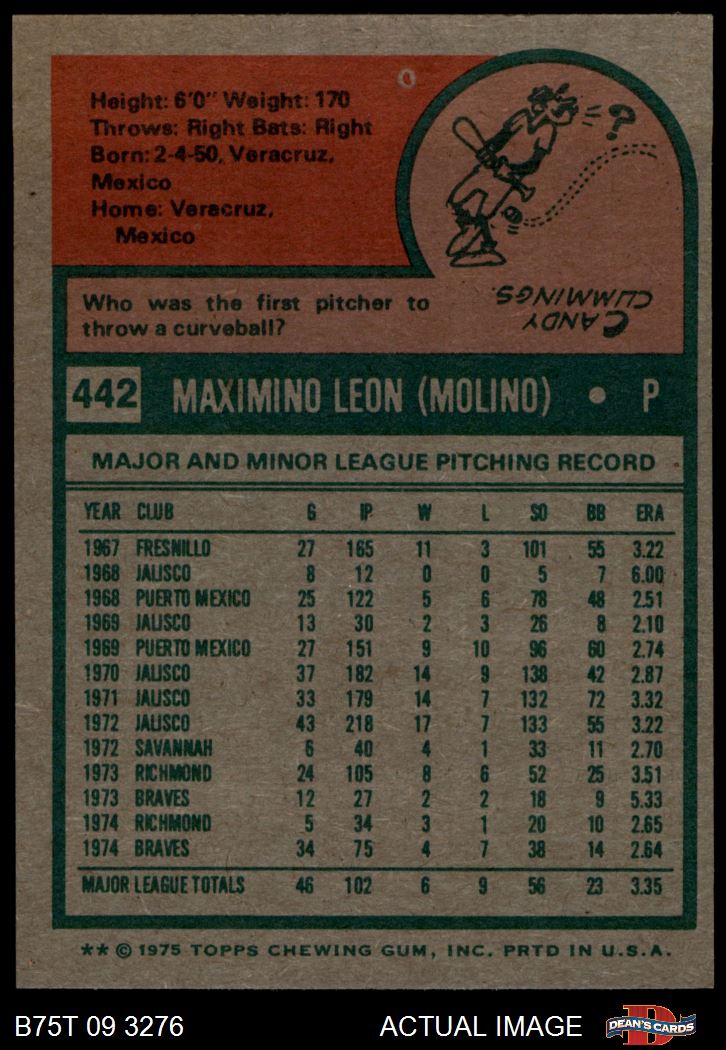 Height: 6'0" Weight: 170
Throws: Right Bats: Right
Born: 2-4-50, Veracruz,
Mexico
Home: Veracruz,
Mexico
?
Who was the first pitcher to
throw a curveball?
CANDY
CUMMINGS
442 MAXIMINO LEON (MOLINO) • P
MAJOR AND MINOR LEAGUE PITCHING RECORD
YEAR CLUB G IP W L SO BB ERA
1967 FRESNILLO 27 165 11 3 101 55 3.22
1968 JALISCO 8 12 0 0 5 7 6.00
1968 PUERTO MEXICO 25 122 5 6 78 48 2.51
1969 JALISCO 13 30 2 3 26 8 2.10
1969 PUERTO MEXICO 27 151 9 10 96 60 2.74
1970 JALISCO 37 182 14 9 138 42 2.87
1971 JALISCO 33 179 14 7 132 72 3.32
1972 JALISCO 43 218 17 7 133 55 3.22
1972 SAVANNAH 6 40 4 1 33 11 2.70
1973 RICHMOND 24 105 8 6 52 25 3.51
1973 BRAVES 12 27 2 2 18 9 5.33
1974 RICHMOND 5 34 3 1 20 10 2.65
1974 BRAVES 34 75 4 7 38 14 2.64
MAJOR LEAGUE TOTALS 46 102 6 9 56 23 3.35
** © 1975 TOPPS CHEWING GUM, INC. PRTD IN U.S.A.
B75T 09 3276 ACTUAL IMAGE D DEAN'S CARDS